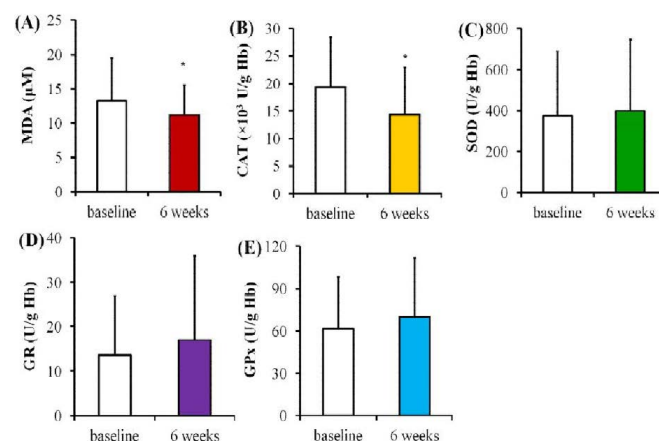 (A)
MDA (µM)
25
20
15
10
5
0
*
baseline 6 weeks
(B)
CAT (×10³ U/g Hb)
30
25
20
15
10
5
0
*
baseline 6 weeks
(C)
SOD (U/g Hb)
800
600
400
200
0
baseline 6 weeks
(D)
GR (U/g Hb)
40
30
20
10
0
baseline 6 weeks
(E)
GPx (U/g Hb)
120
90
60
30
0
baseline 6 weeks